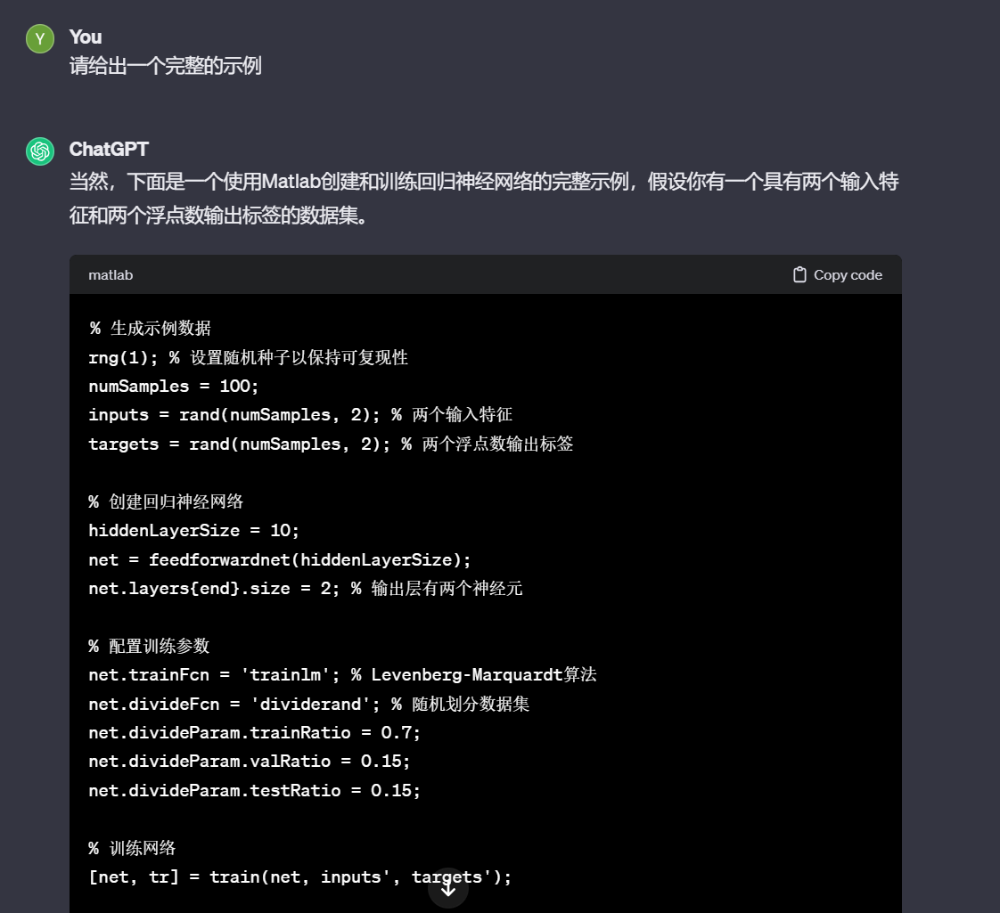 Y
You
请给出一个完整的示例
ChatGPT
当然，下面是一个使用Matlab创建和训练回归神经网络的完整示例，假设你有一个具有两个输入特
征和两个浮点数输出标签的数据集。
matlab
Copy code
% 生成示例数据
rng(1); % 设置随机种子以保持可复现性
numSamples = 100;
inputs = rand(numSamples, 2); % 两个输入特征
targets = rand(numSamples, 2); % 两个浮点数输出标签
% 创建回归神经网络
hiddenLayerSize = 10;
net = feedforwardnet(hiddenLayerSize);
net.layers{end}.size = 2; % 输出层有两个神经元
% 配置训练参数
net.trainFcn = 'trainlm'; % Levenberg-Marquardt算法
net.divideFcn = 'dividerand'; % 随机划分数据集
net.divideParam.trainRatio = 0.7;
net.divideParam.valRatio = 0.15;
net.divideParam.testRatio = 0.15;
% 训练网络
[net, tr] = train(net, inputs', targets');